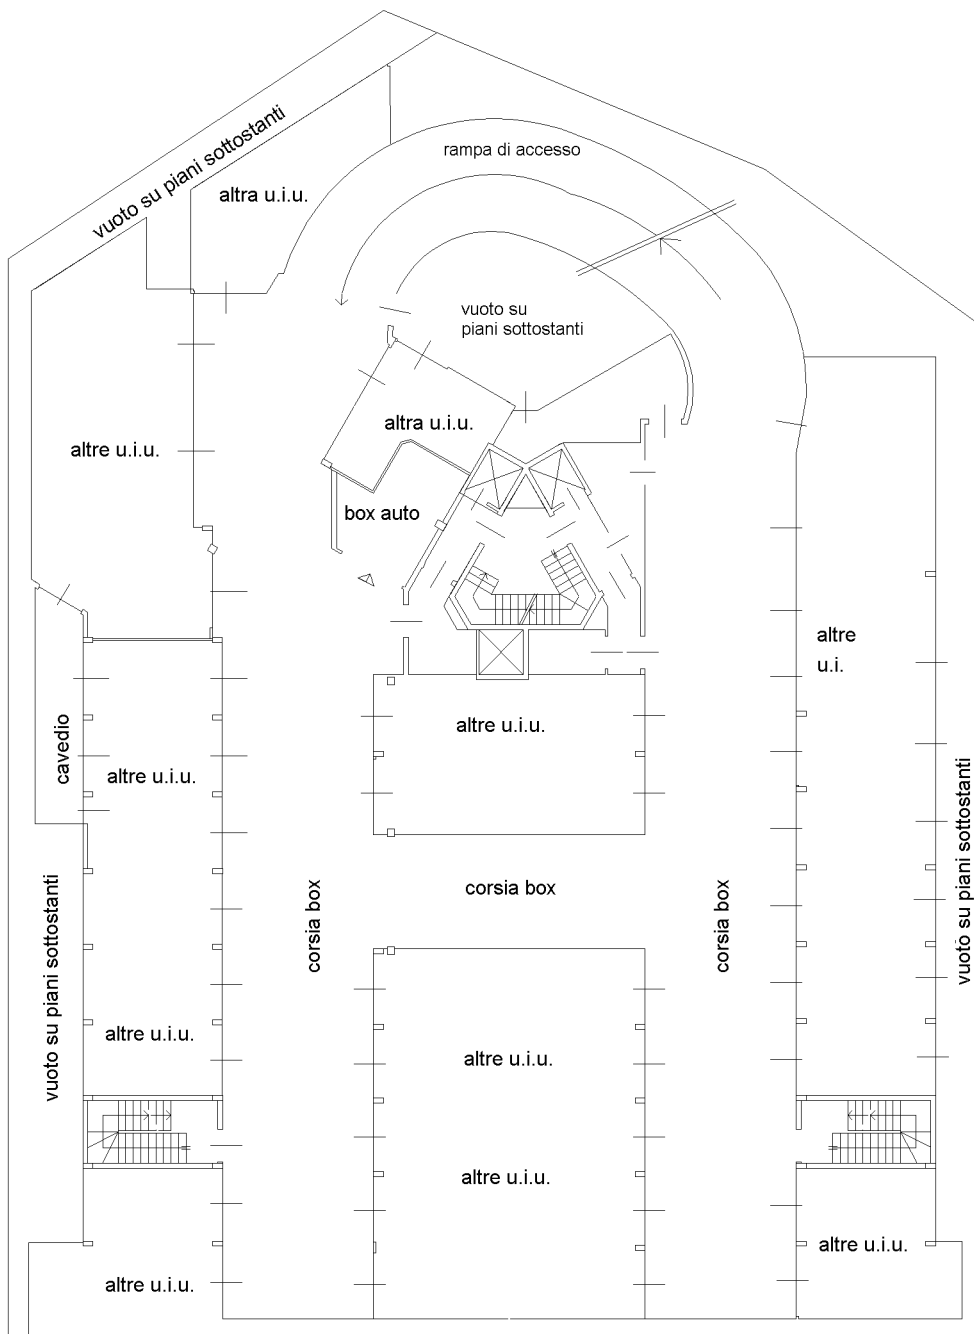 rampa di accesso
vuoto su piani sottostanti
altra u.i.u.
vuoto su
piani sottostanti
altra u.i.u.
altre u.i.u.
box auto
altre
u.i.
altre u.i.u.
cavedio
altre u.i.u.
vuoto su piani sottostanti
corsia box
corsia box
corsia box
vuoto su piani sottostanti
altre u.i.u.
altre u.i.u.
altre u.i.u.
altre u.i.u.
altre u.i.u.